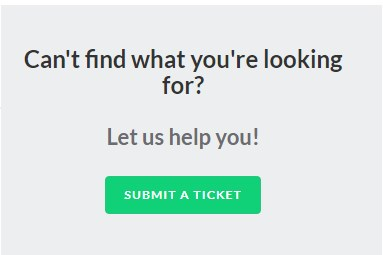 Can't find what you're looking
for?
Let us help you!
SUBMIT A TICKET